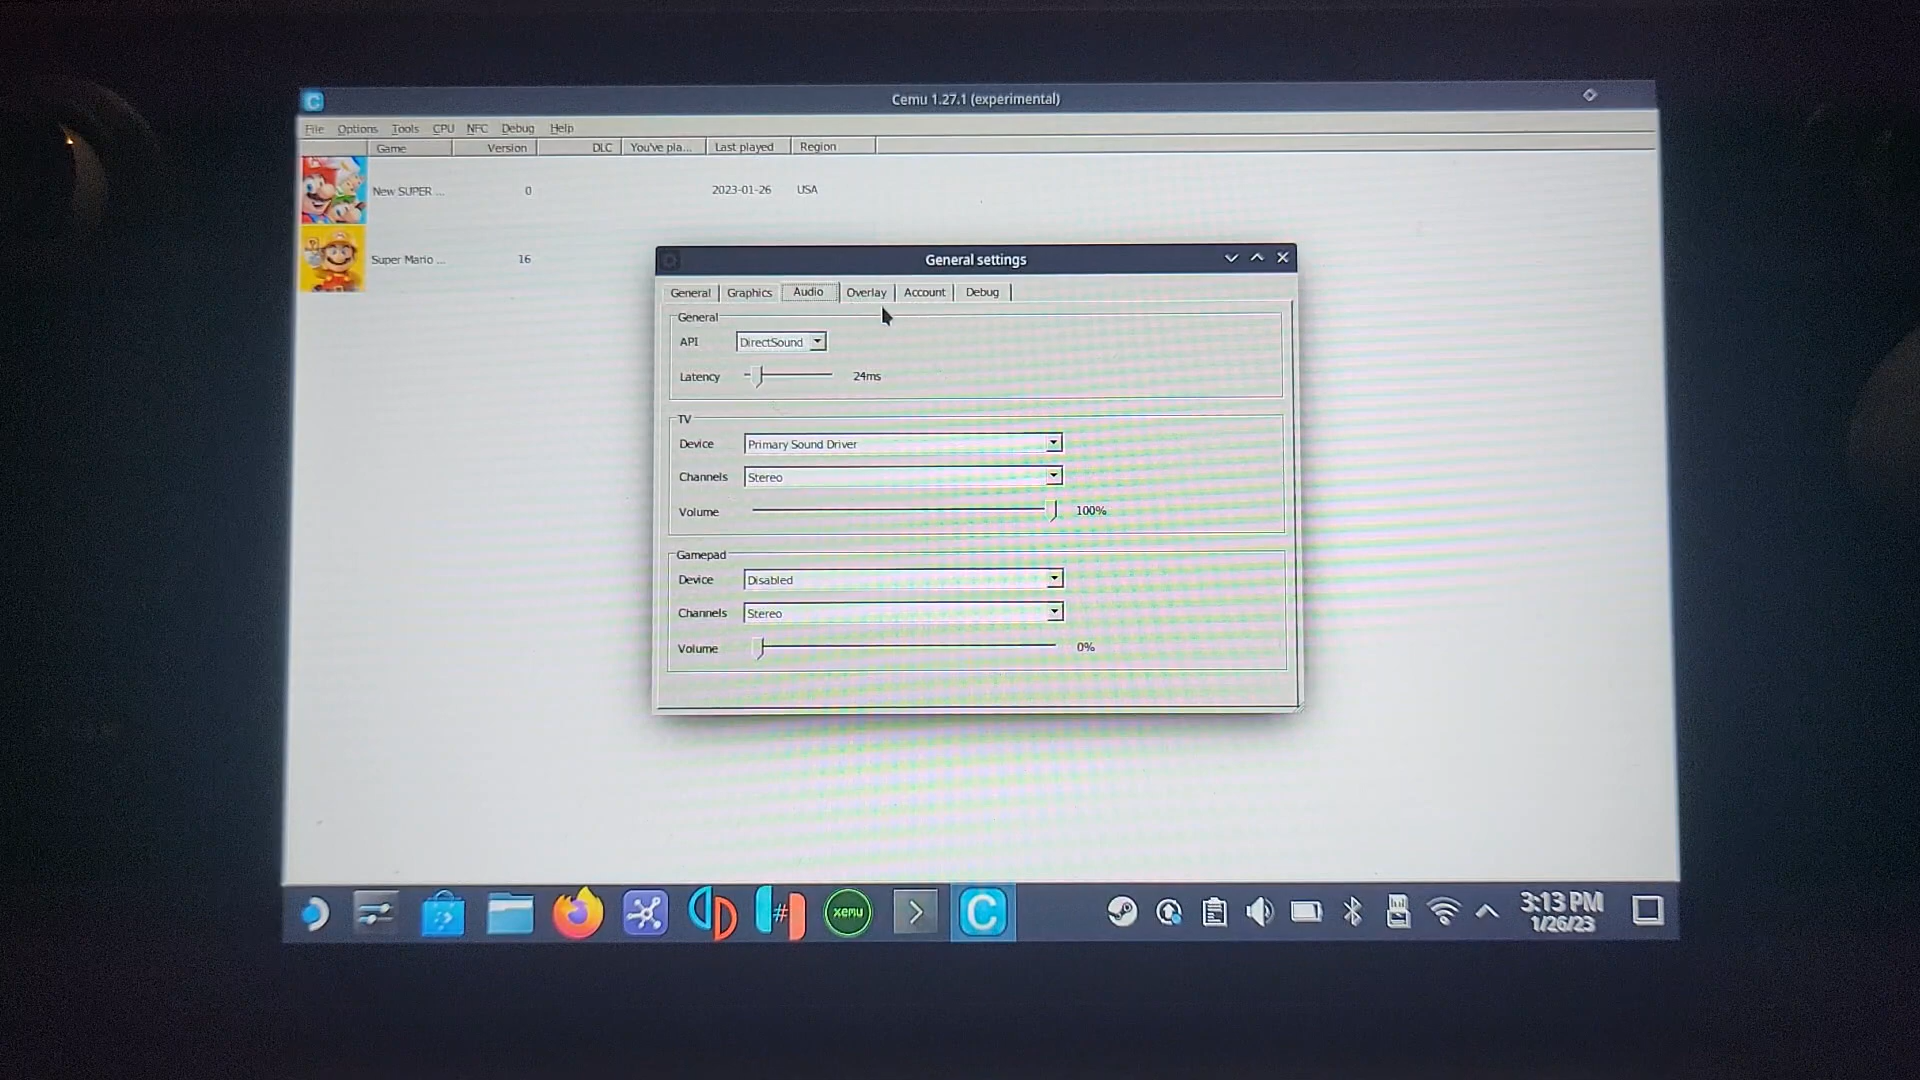 Cemu 1.27.1 (experimental)
File Options Tools CPU NFC Debug Help
Game Version DLC You've pla... Last played Region
New SUPER ... 0 2023-01-26 USA
Super Mario ... 16
General settings
General Graphics Audio Overlay Account Debug
General
API DirectSound
Latency 24ms
TV
Device Primary Sound Driver
Channels Stereo
Volume 100%
Gamepad
Device Disabled
Channels Stereo
Volume 0%
xemu
3:13 PM
1/26/23